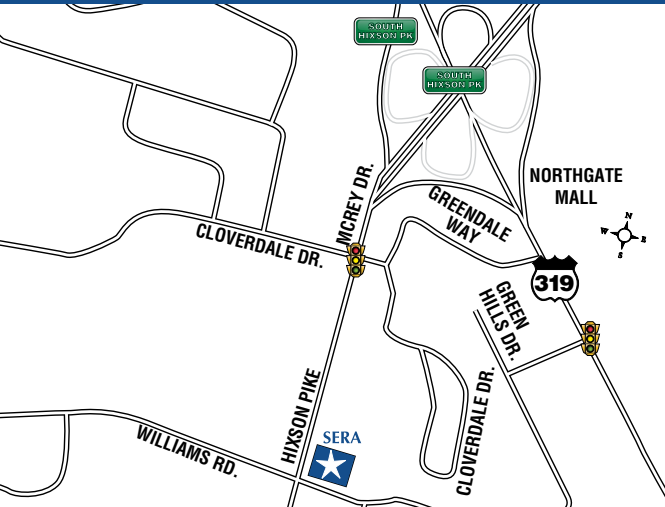 SOUTH
HIXSON PK
SOUTH
HIXSON PK
MCREY DR.
NORTHGATE
MALL
GREENDALE
WAY
N
W
E
S
CLOVERDALE DR.
319
GREEN
HILLS DR.
HIXSON PIKE
CLOVERDALE DR.
SERA
WILLIAMS RD.